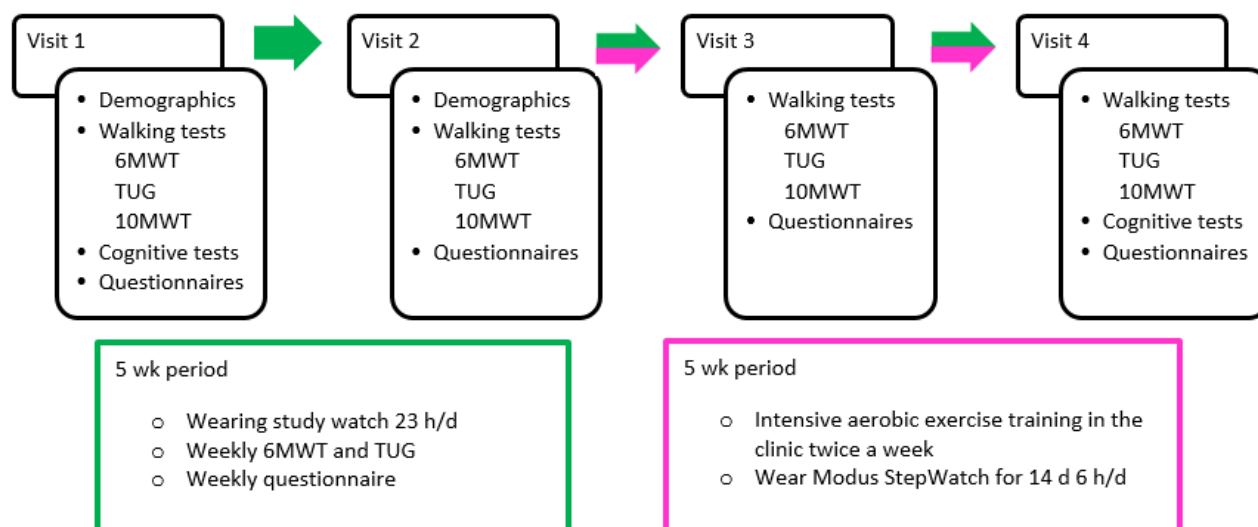 Visit 1
• Demographics
• Walking tests
6MWT
TUG
10MWT
• Cognitive tests
• Questionnaires
Visit 2
• Demographics
• Walking tests
6MWT
TUG
10MWT
• Questionnaires
Visit 3
• Walking tests
6MWT
TUG
10MWT
• Questionnaires
Visit 4
• Walking tests
6MWT
TUG
10MWT
• Cognitive tests
• Questionnaires
5 wk period
o Wearing study watch 23 h/d
o Weekly 6MWT and TUG
o Weekly questionnaire
5 wk period
o Intensive aerobic exercise training in the
clinic twice a week
o Wear Modus StepWatch for 14 d 6 h/d